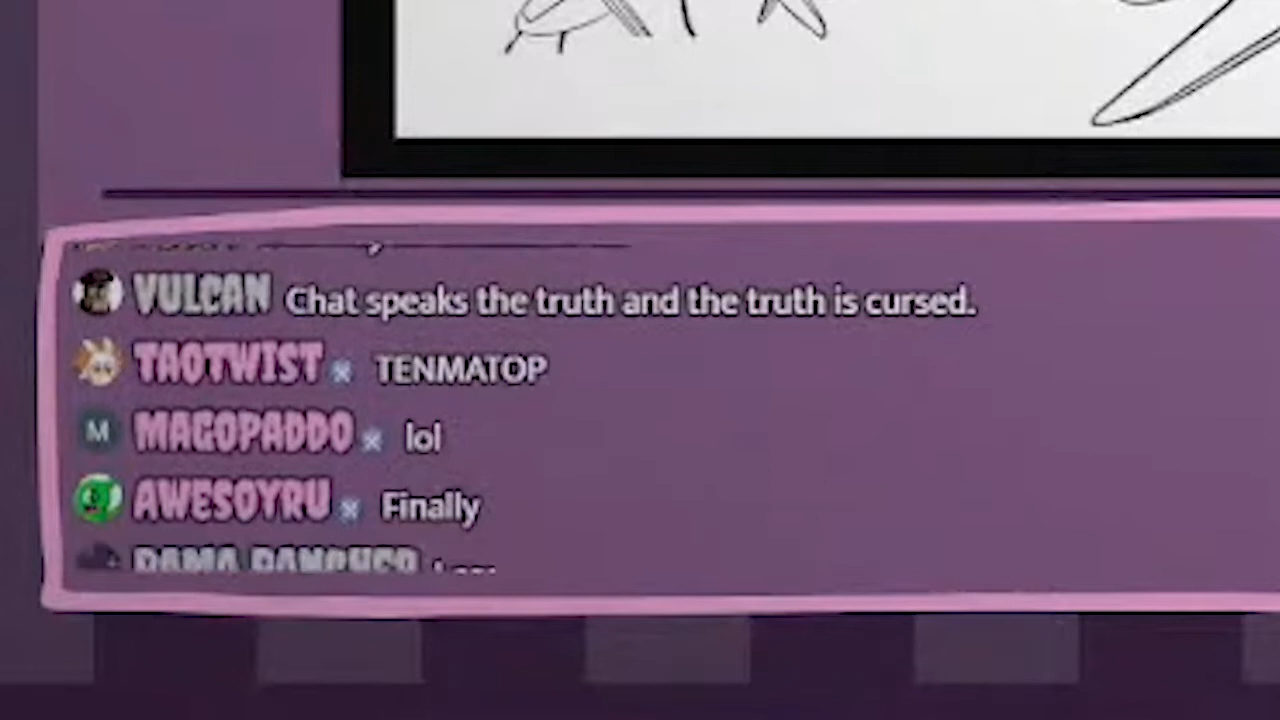 VULCAN Chat speaks the truth and the truth is cursed.
TAOTWIST TENMATOP
M MAGOPADDO lol
AWESOYRU Finally